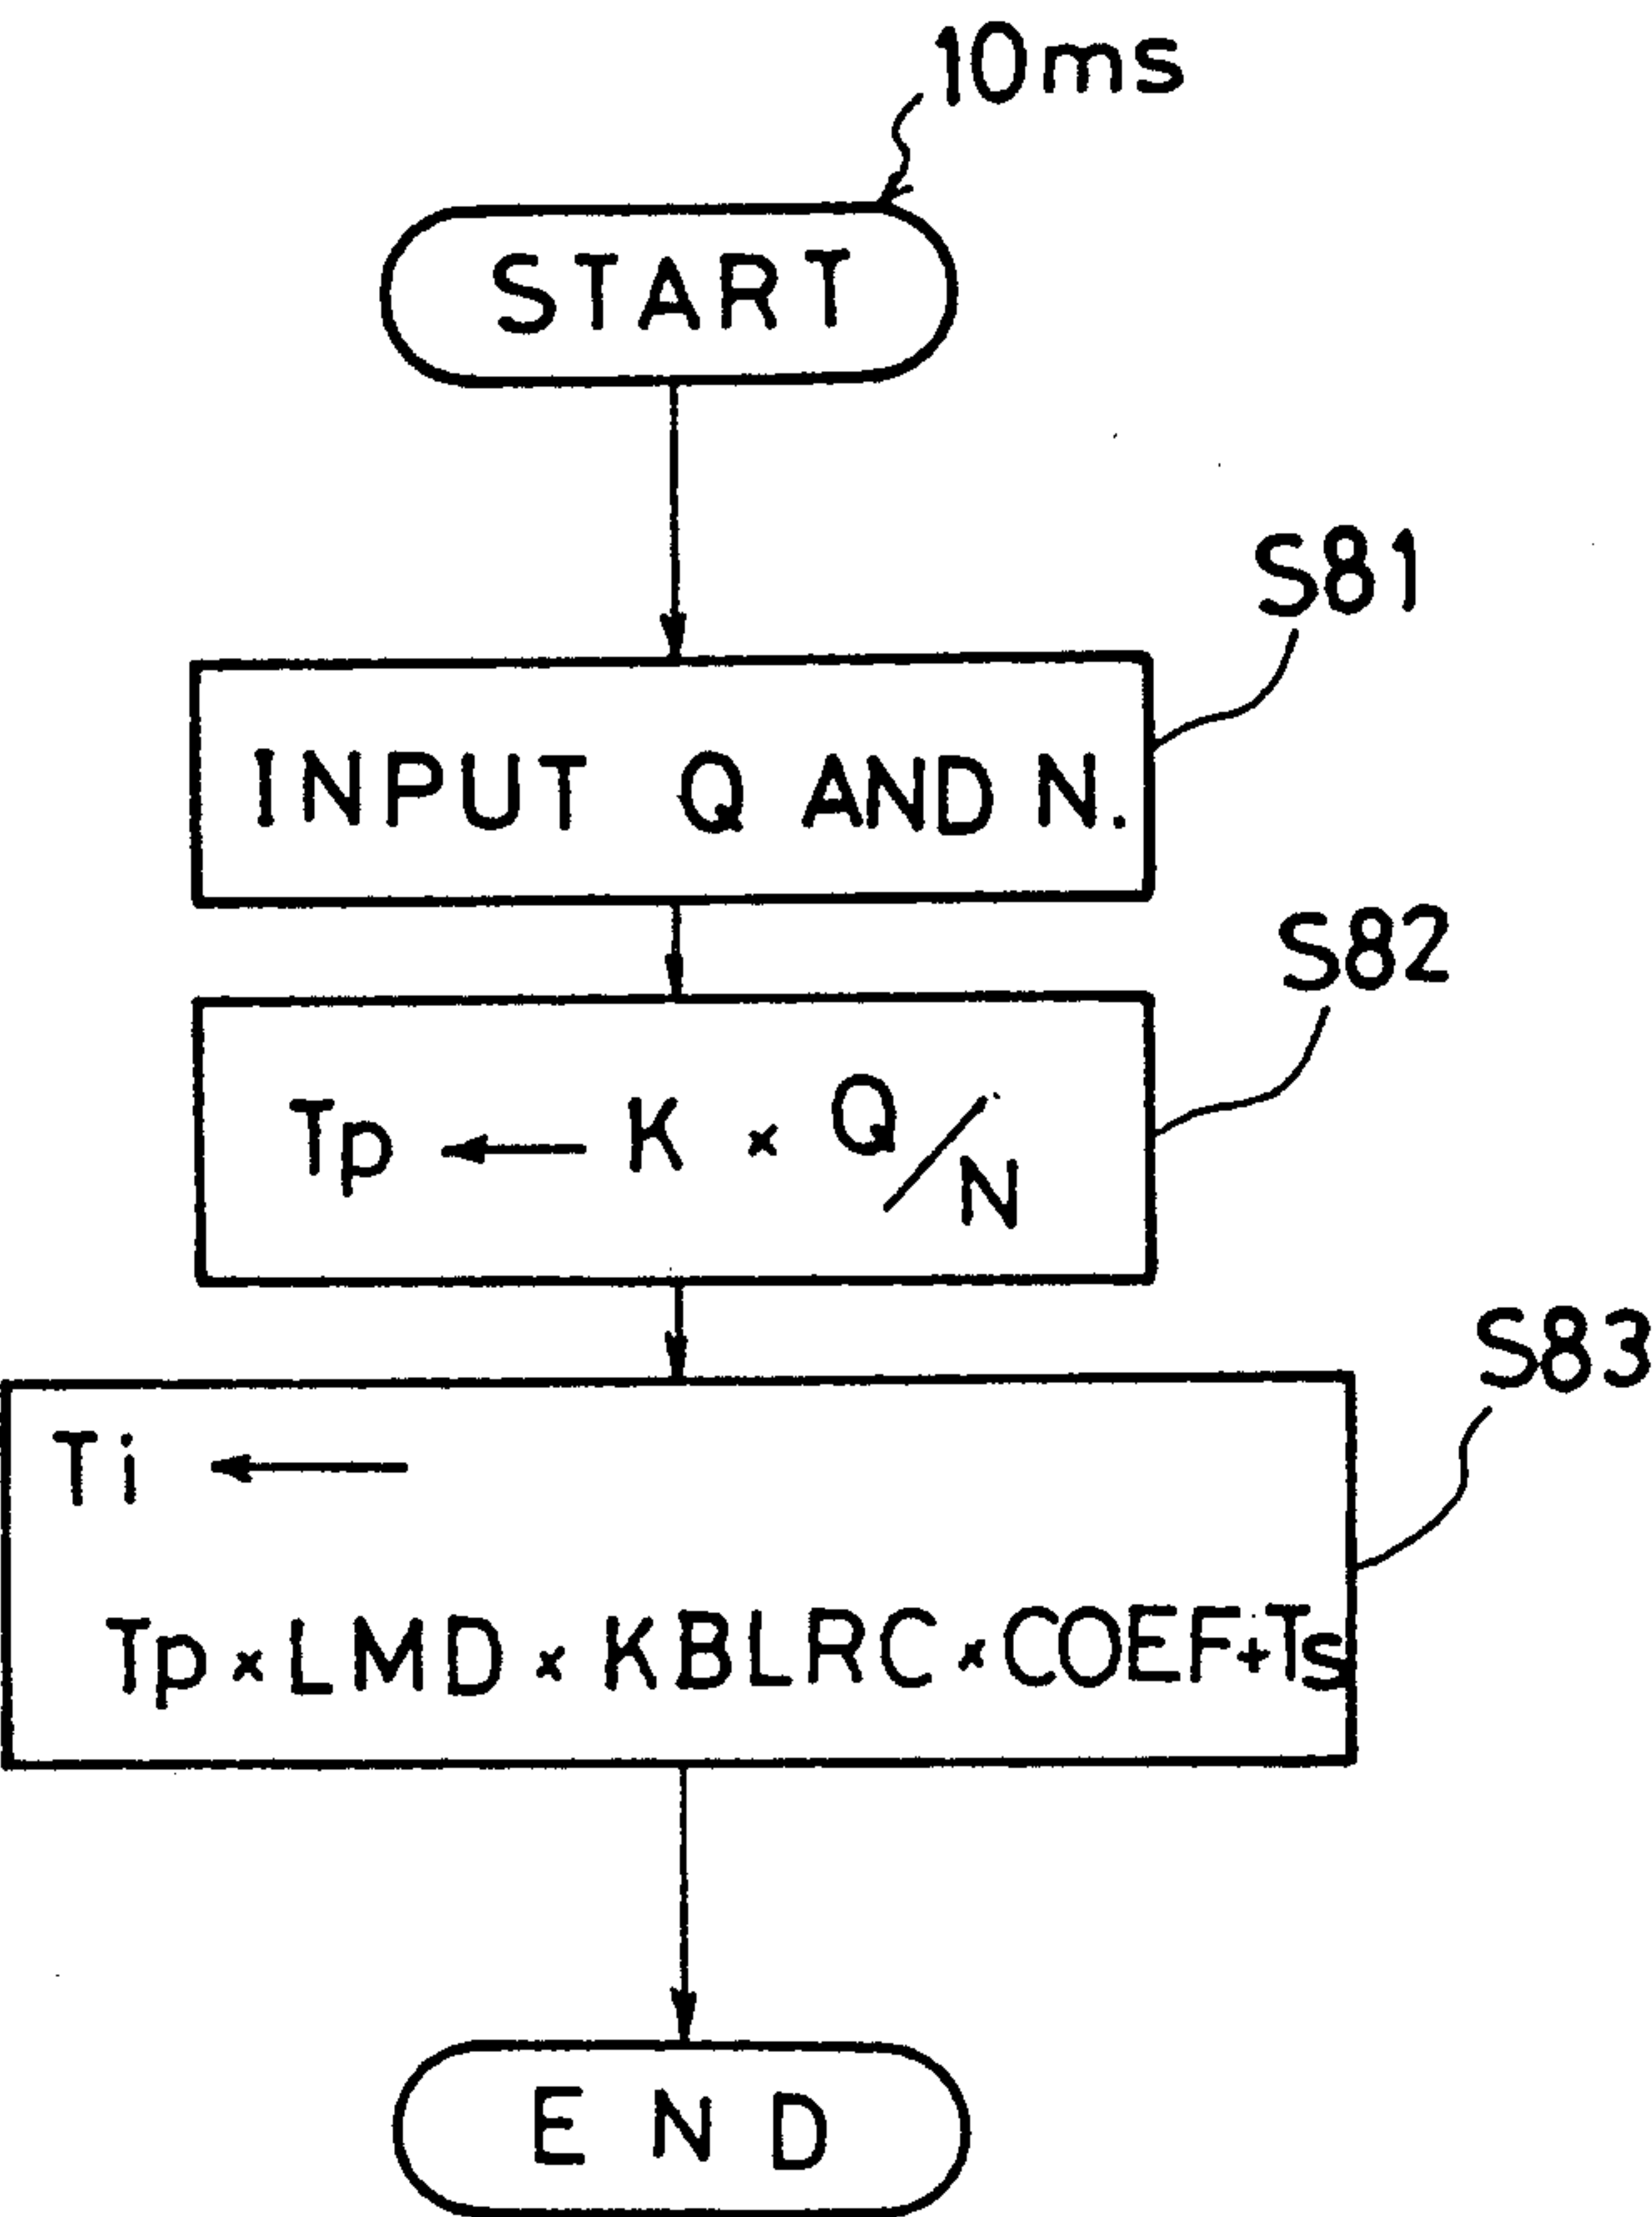 10ms
START
S81
INPUT Q AND N.
S82
Tp ← K × Q/N
S83
Ti ←
Tp×LMD×KBLRC×COEF+Ts
END